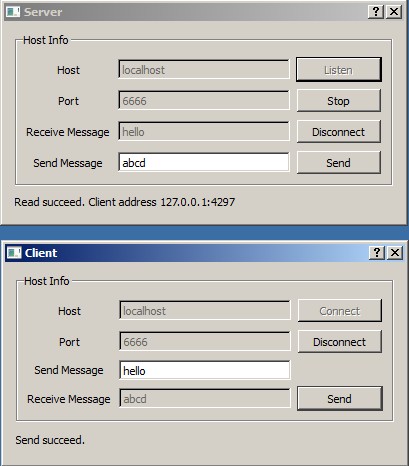 Server
Host Info
Host localhost Listen
Port 6666 Stop
Receive Message hello Disconnect
Send Message abcd Send
Read succeed. Client address 127.0.0.1:4297
Client
Host Info
Host localhost Connect
Port 6666 Disconnect
Send Message hello
Receive Message abcd Send
Send succeed.